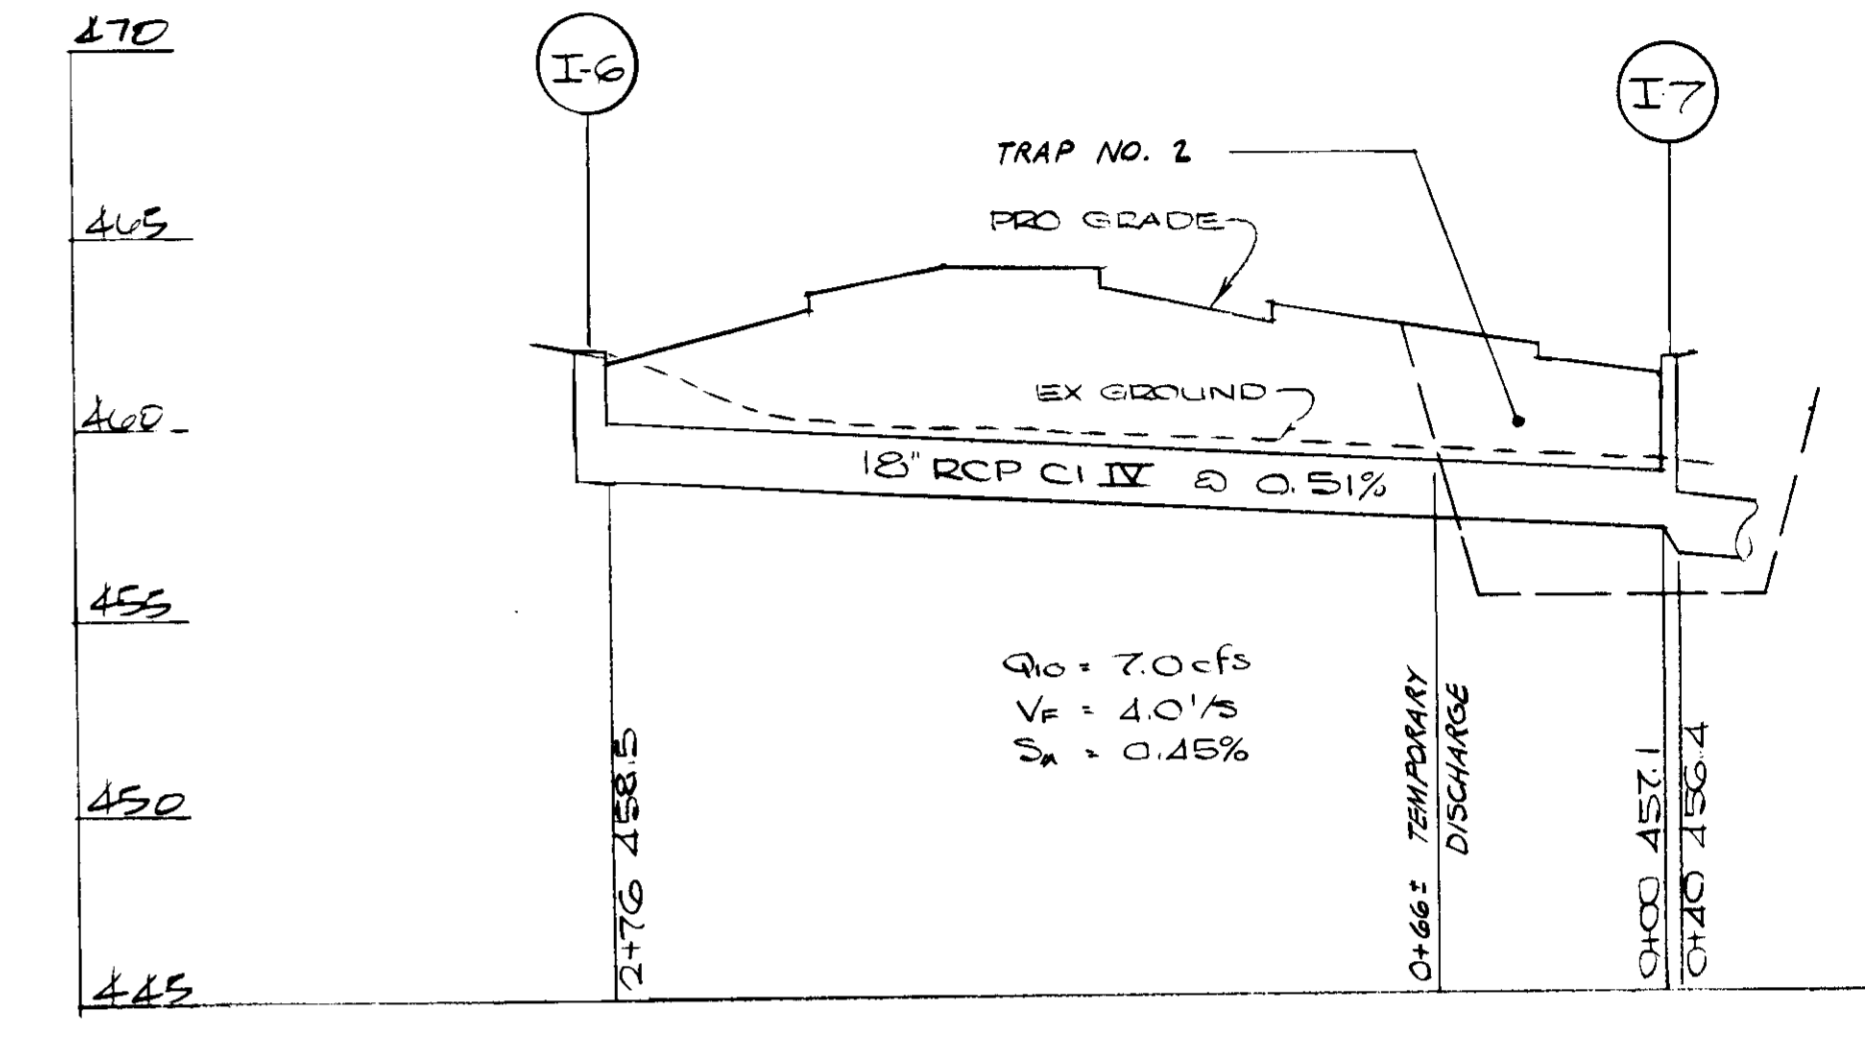 470
I-6
I-7
TRAP NO. 2
465
PRO GRADE
EX GROUND
460
18" RCP Cl IV @ 0.51%
455
Q10 = 7.0 cfs
VF = 4.0'/s
= 0.45%
450
445
2+76 458.5
0+66± TEMPORARY
DISCHARGE
0+00 457.1
0+40 456.4